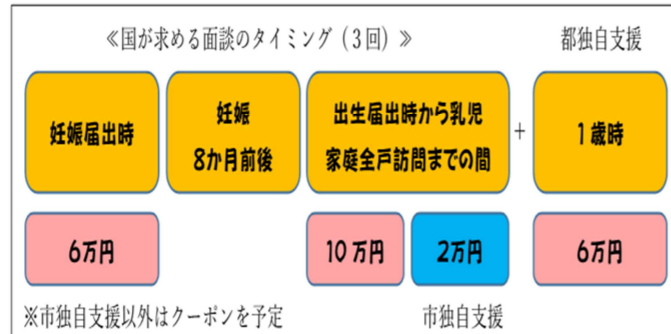 ≪国が求める面談のタイミング（3回）≫
都独自支援
妊娠届出時
妊娠
8か月前後
出生届出時から乳児
家庭全戸訪問までの間
+
1歳時
6万円
10万円
2万円
6万円
※市独自支援以外はクーポンを予定
市独自支援